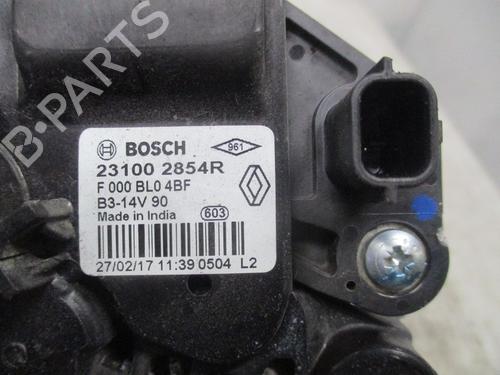 BOSCH 961
23100 2854R
F 000 BL0 4BF
B3-14V 90
Made in India 603
27/02/17 11:39 0504 L2
B-PARTS